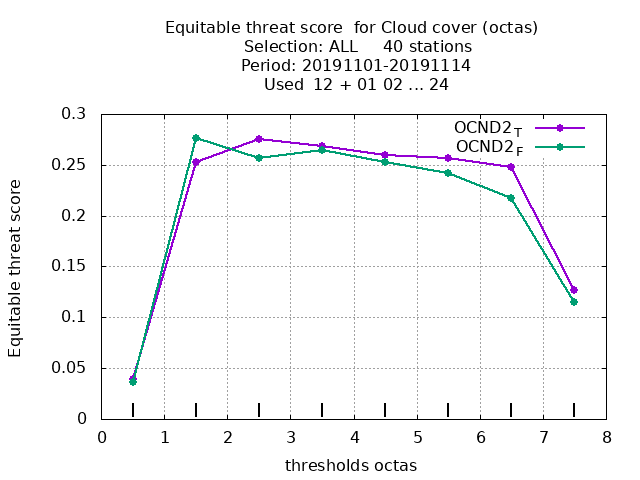 Equitable threat score  for Cloud cover (octas)
Selection: ALL     40 stations
Period: 20191101-20191114
Used  12 + 01 02 ... 24
OCND2T
OCND2F
0.3
0.25
0.2
0.15
0.1
0.05
0
Equitable threat score
0 1 2 3 4 5 6 7 8
thresholds octas